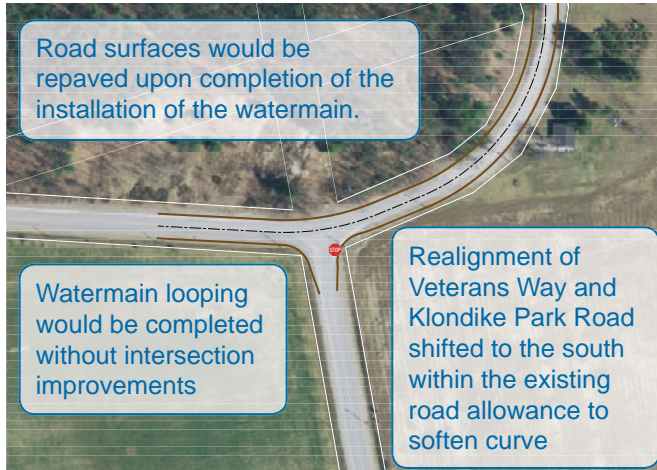 Road surfaces would be
repaved upon completion of the
installation of the watermain.
STOP
Watermain looping
would be completed
without intersection
improvements
Realignment of
Veterans Way and
Klondike Park Road
shifted to the south
within the existing
road allowance to
soften curve